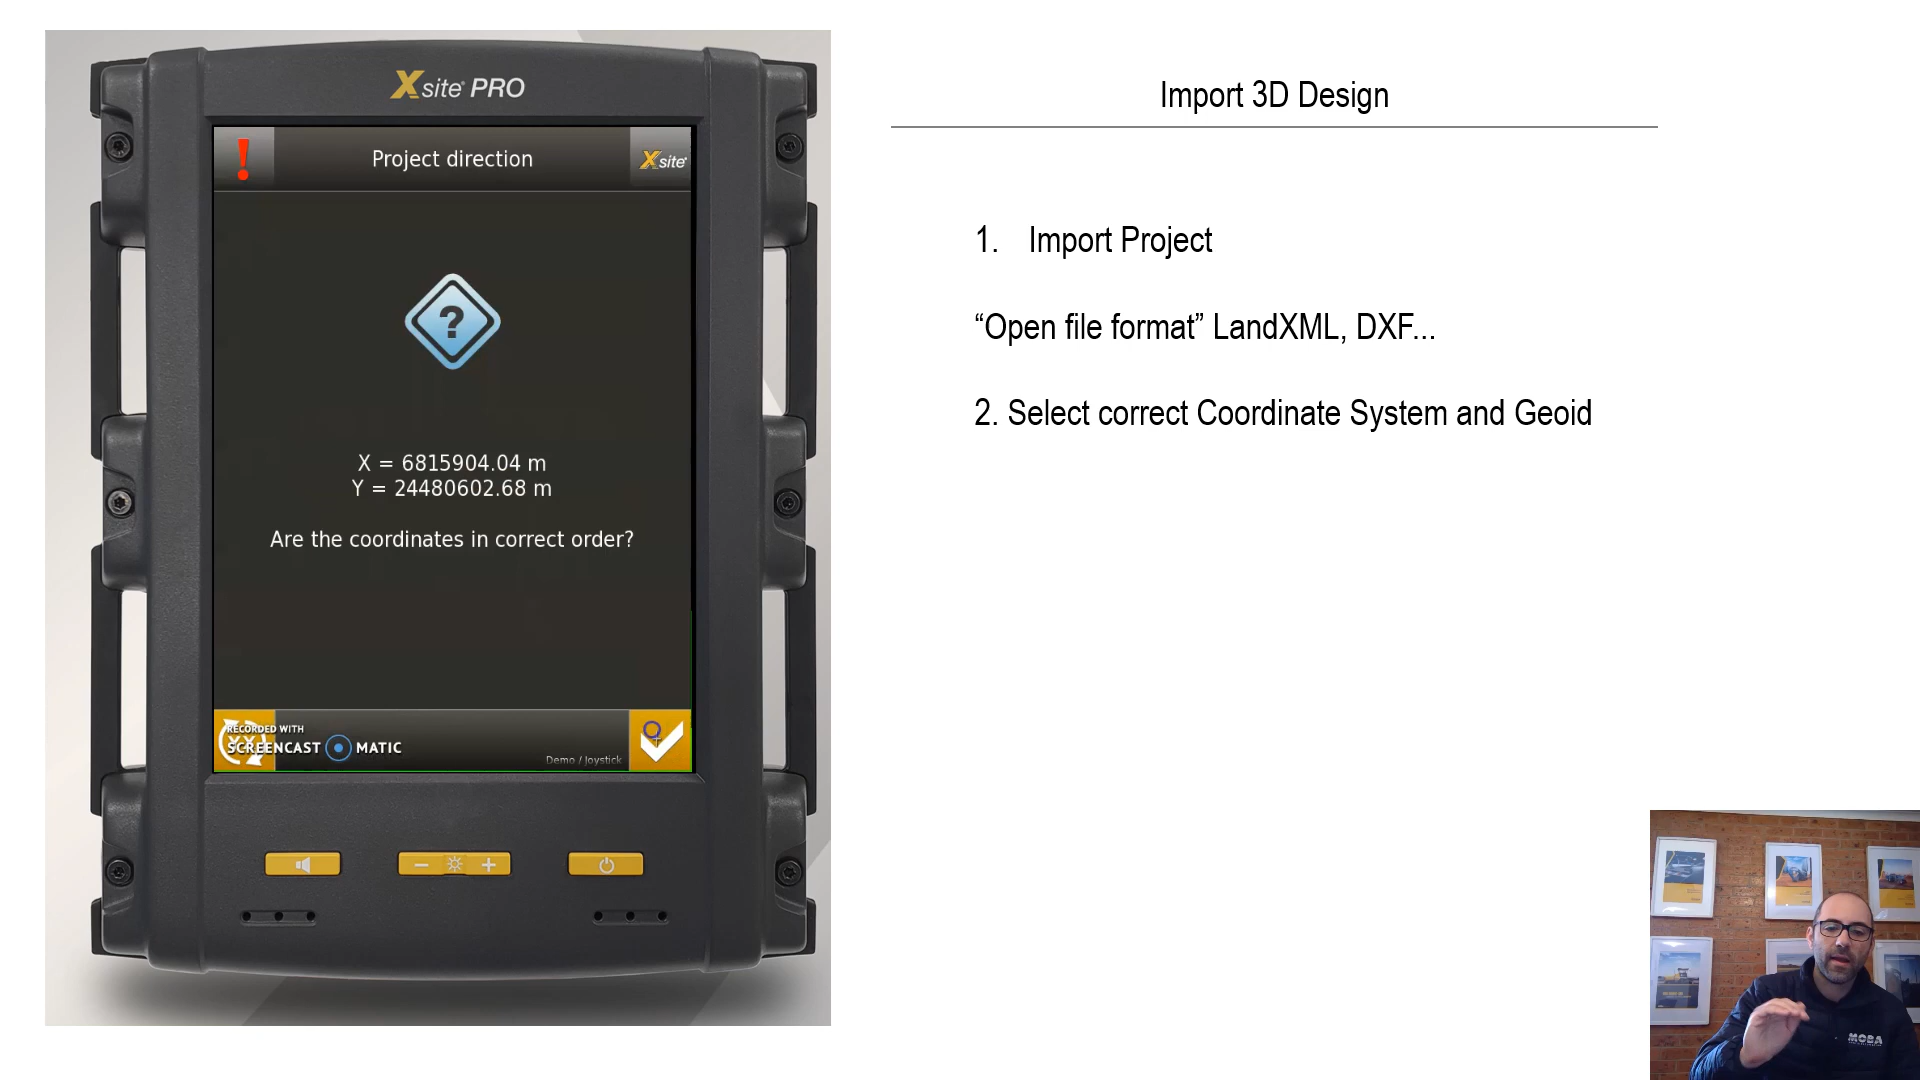 Xsite® PRO
Project direction
Xsite®
?
X = 6815904.04 m
Y = 24480602.68 m
Are the coordinates in correct order?
RECORDED WITH
SCREENCAST MATIC
Demo / Joystick
Import 3D Design
1. Import Project
“Open file format” LandXML, DXF...
2. Select correct Coordinate System and Geoid
MOBA